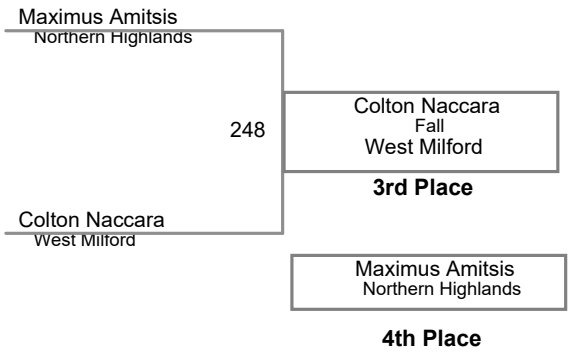 Maximus Amitsis
Northern Highlands
248
Colton Naccara
Fall
West Milford
3rd Place
Colton Naccara
West Milford
Maximus Amitsis
Northern Highlands
4th Place